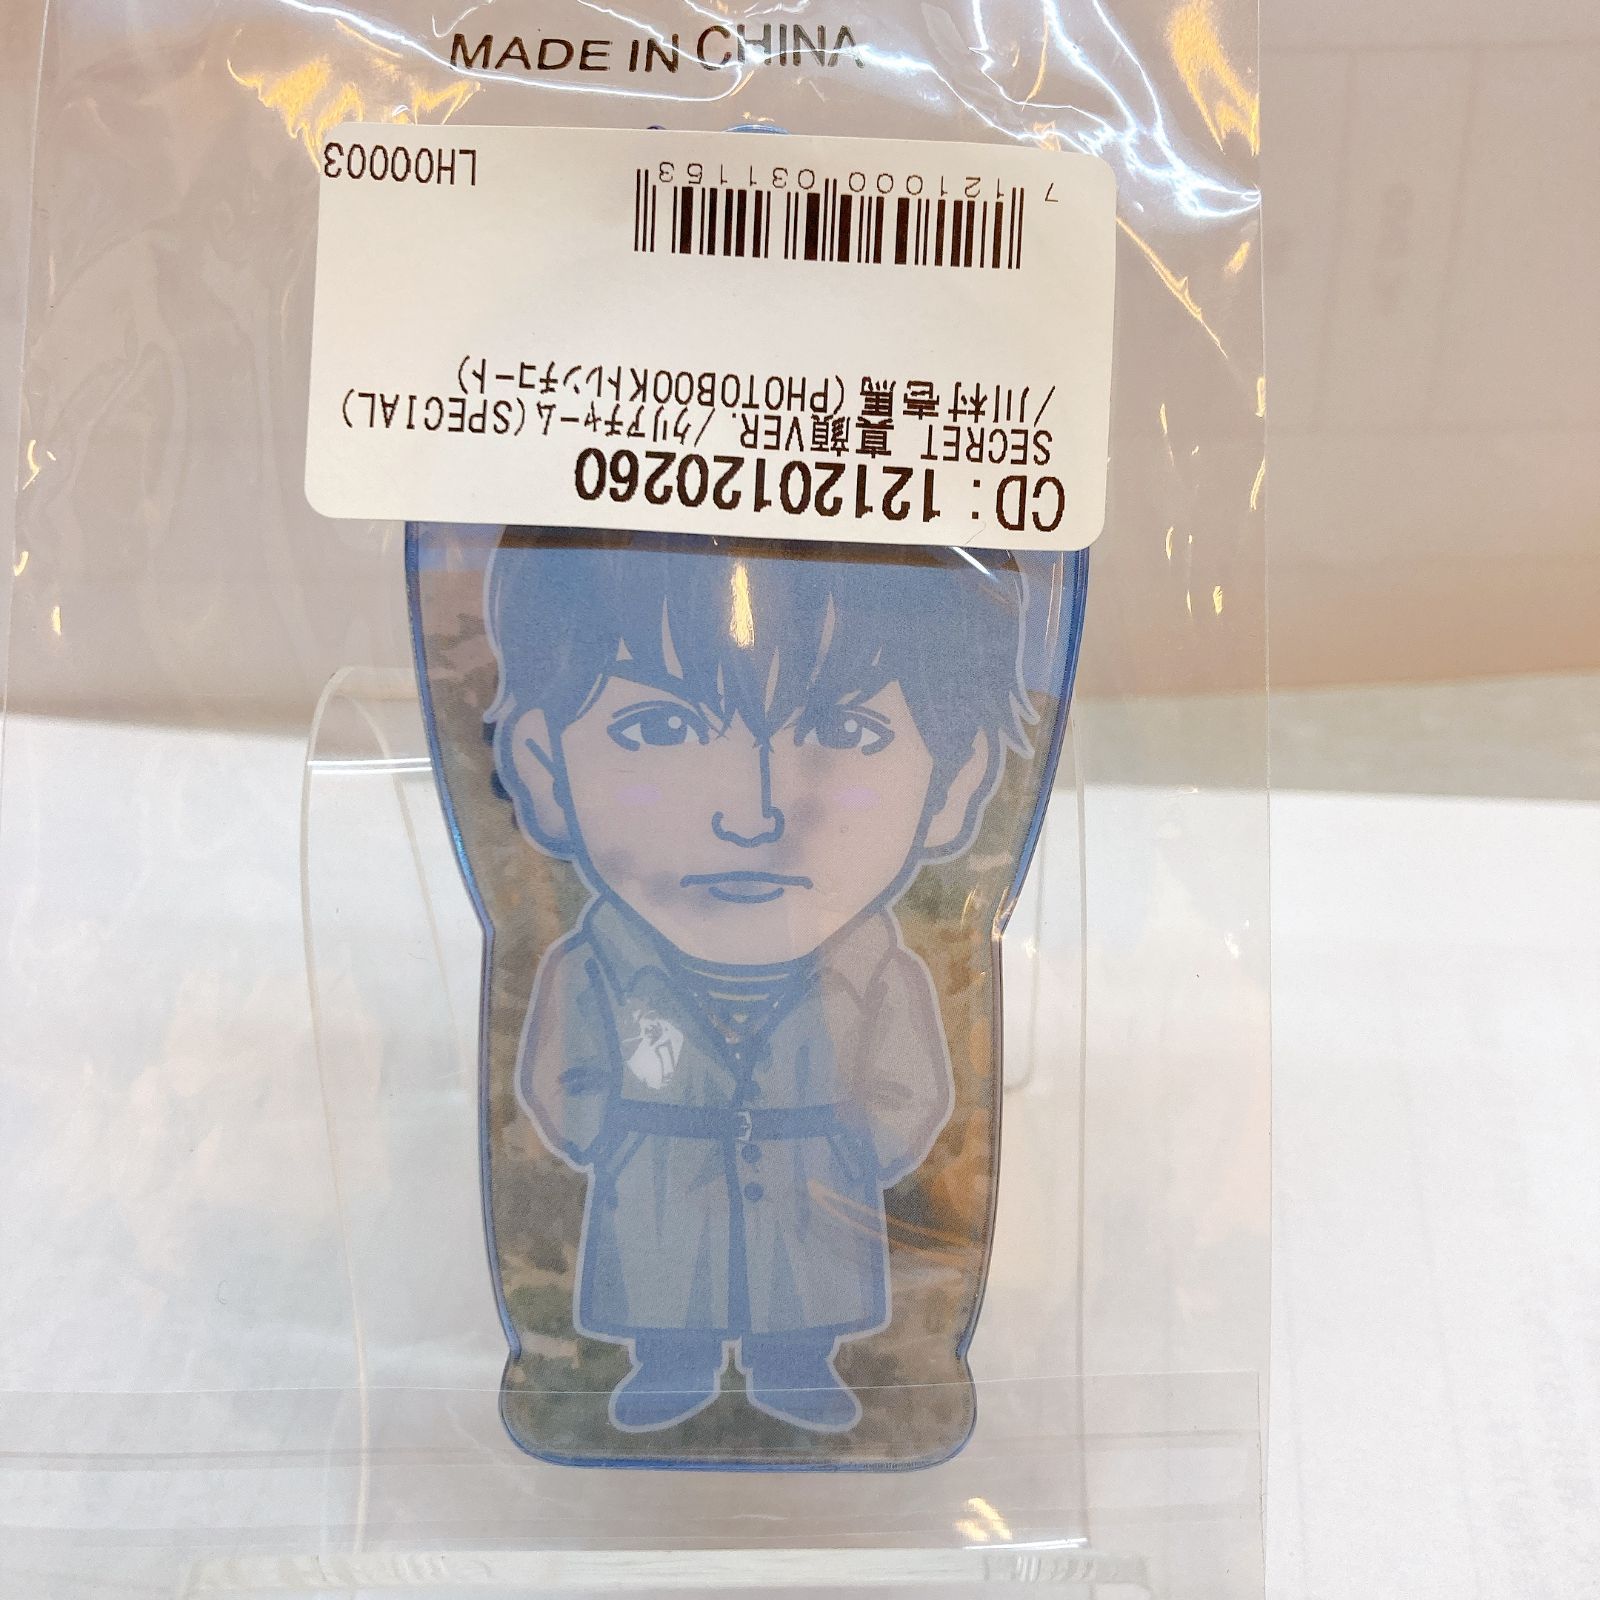 MADE IN CHINA
CD：1212012020260
SECRET 真顔VER．/クリアチャーム(SPECIAL)
/川村壱馬(PHOTOBOOKトレンチコート)
7 121000 031153
LH00003